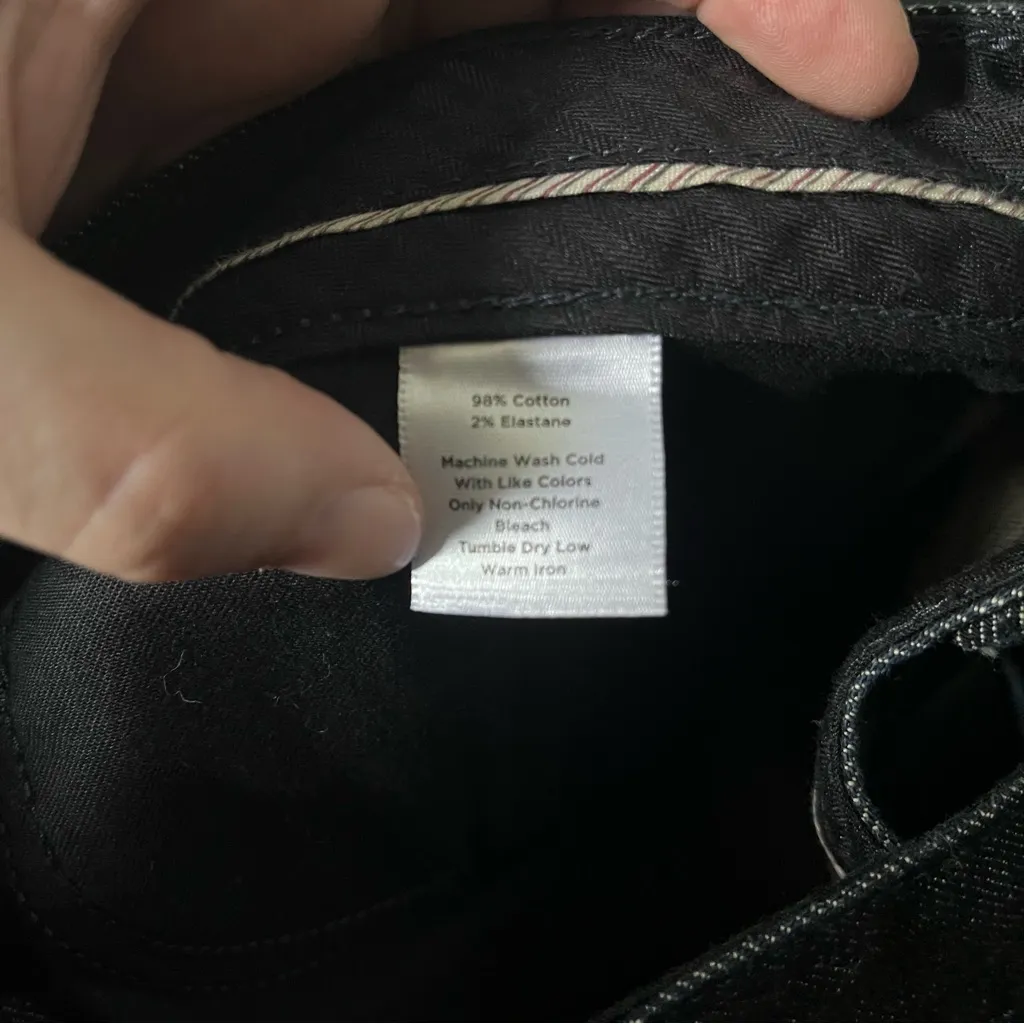 98% Cotton
2% Elastane
Machine Wash Cold
With Like Colors
Only Non-Chlorine
Bleach
Tumble Dry Low
Warm Iron